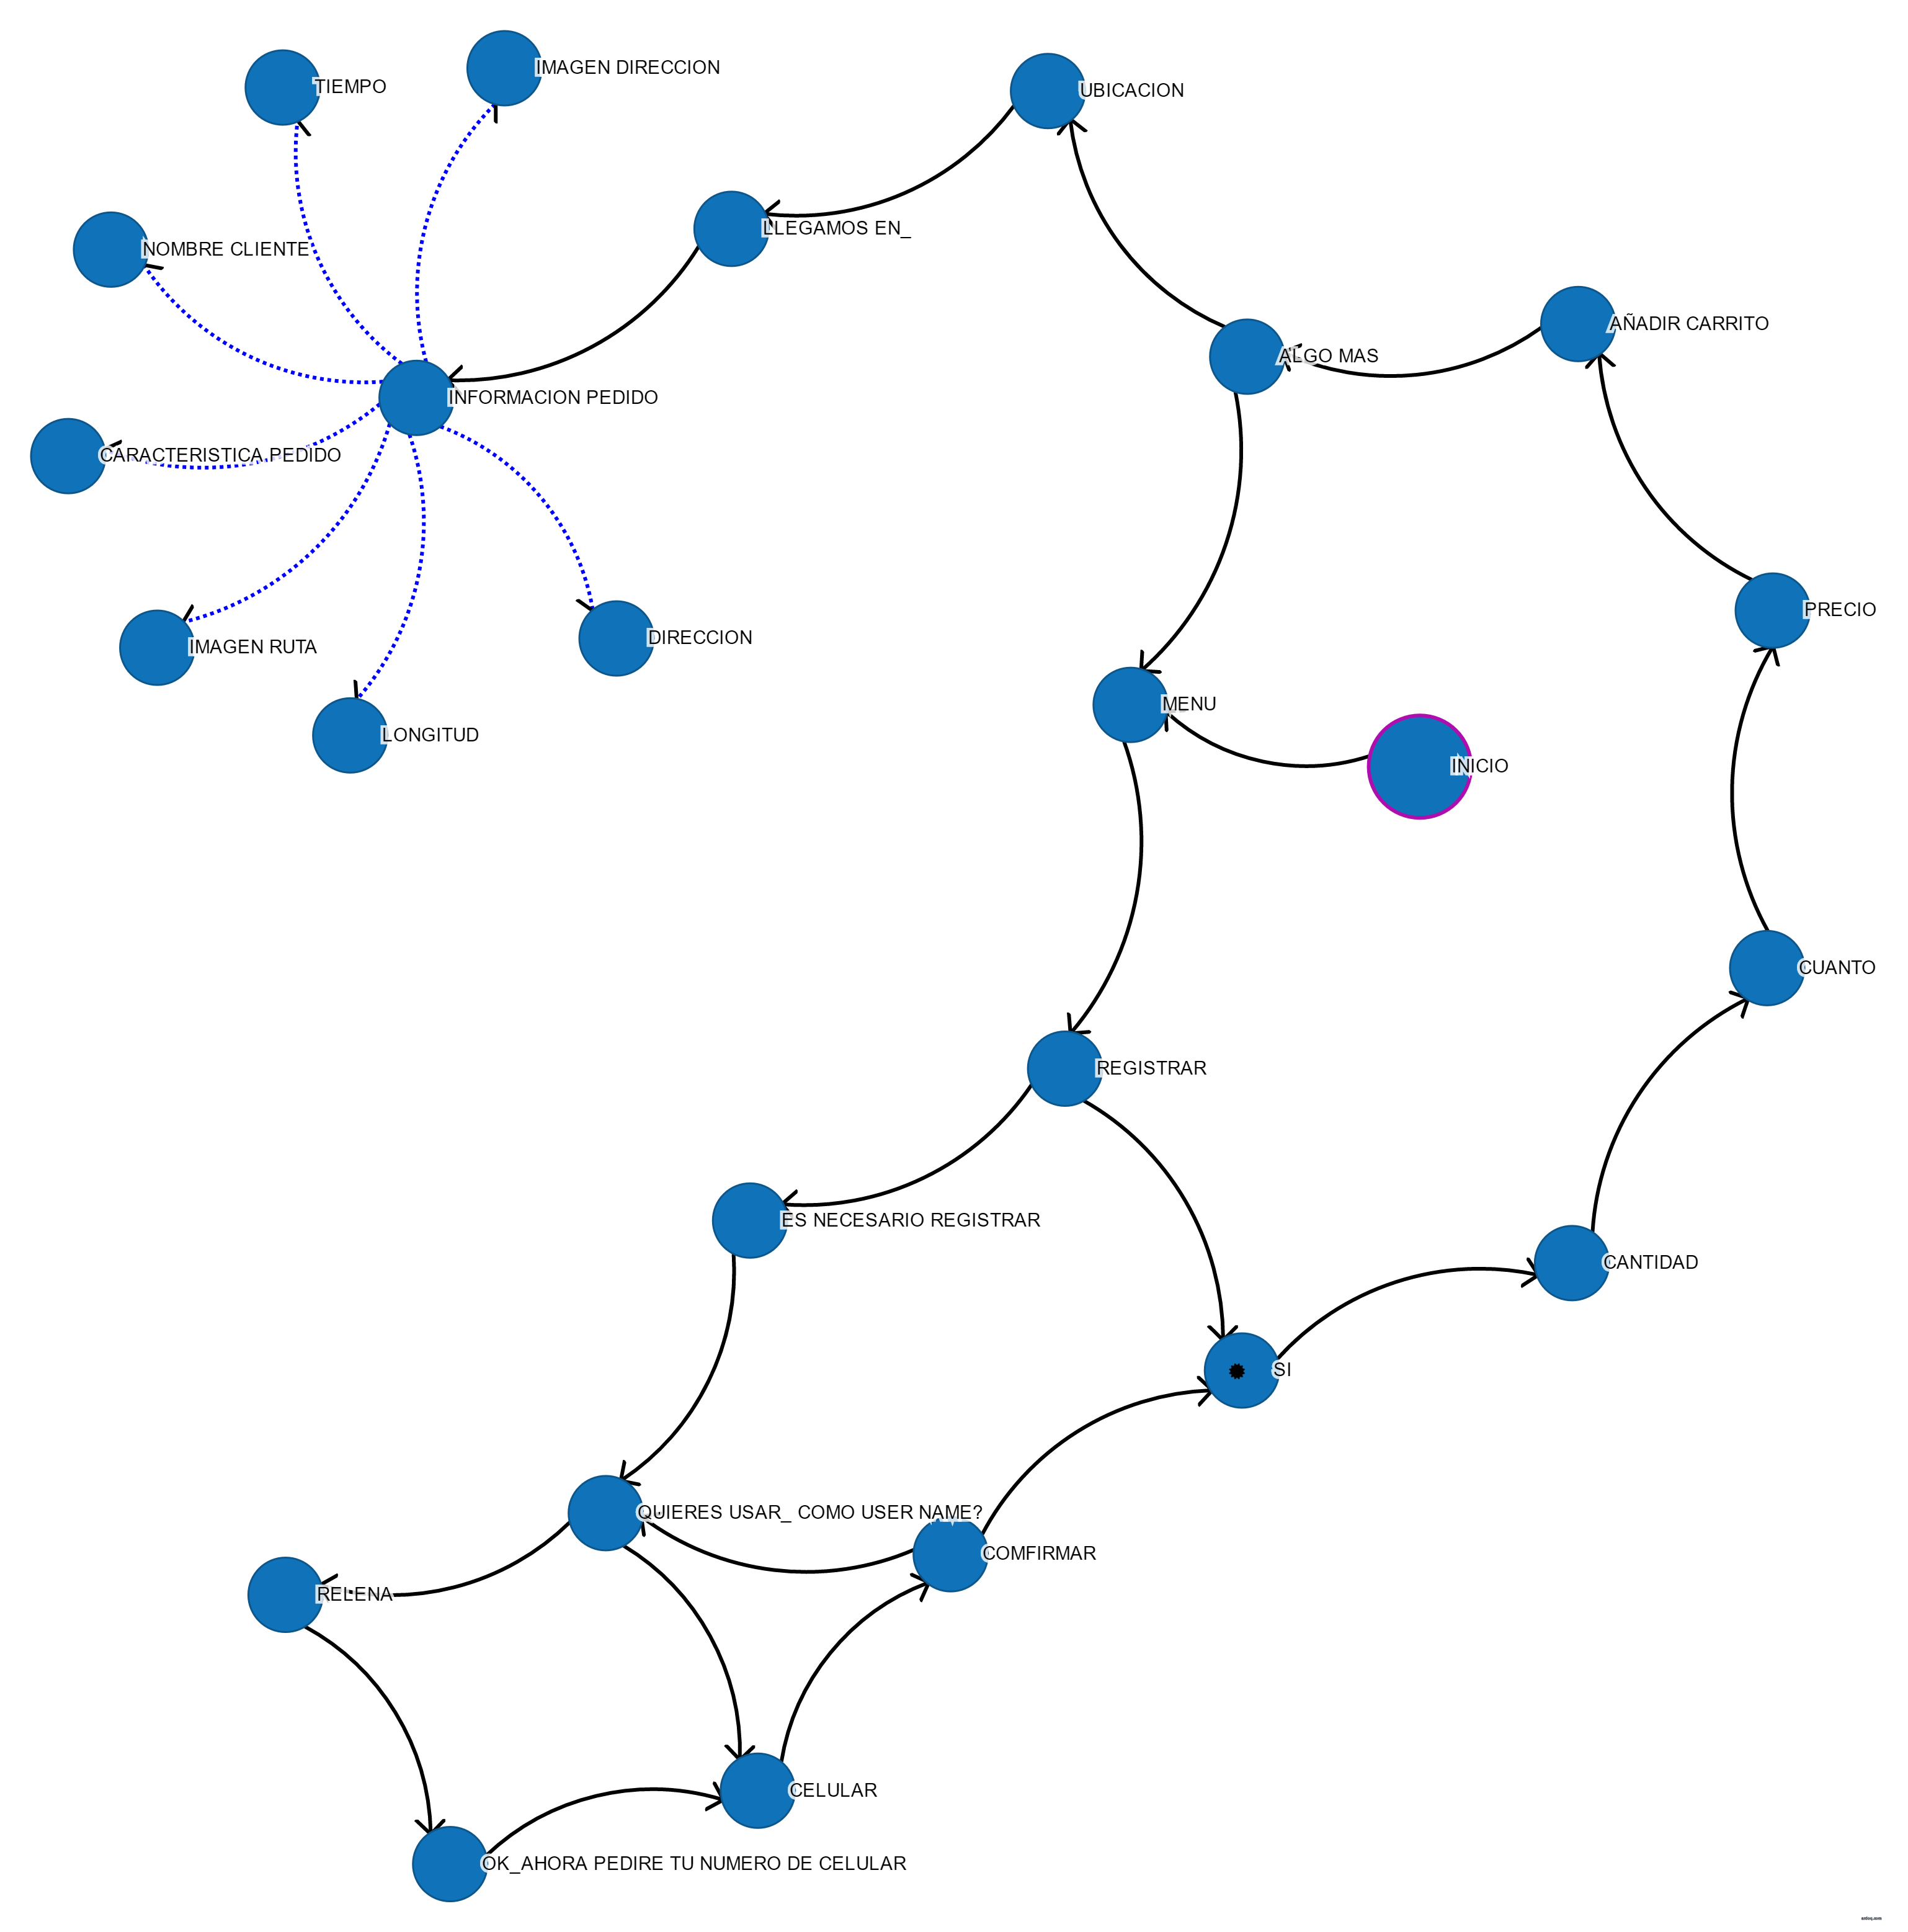 IMAGEN DIRECCION
TIEMPO
UBICACION
LLEGAMOS EN_
NOMBRE CLIENTE
AÑADIR CARRITO
ALGO MAS
INFORMACION PEDIDO
CARACTERISTICA PEDIDO
PRECIO
DIRECCION
IMAGEN RUTA
MENU
LONGITUD
INICIO
CUANTO
REGISTRAR
ES NECESARIO REGISTRAR
CANTIDAD
SI
QUIERES USAR_ COMO USER NAME?
COMFIRMAR
RELENA
CELULAR
OK_AHORA PEDIRE TU NUMERO DE CELULAR